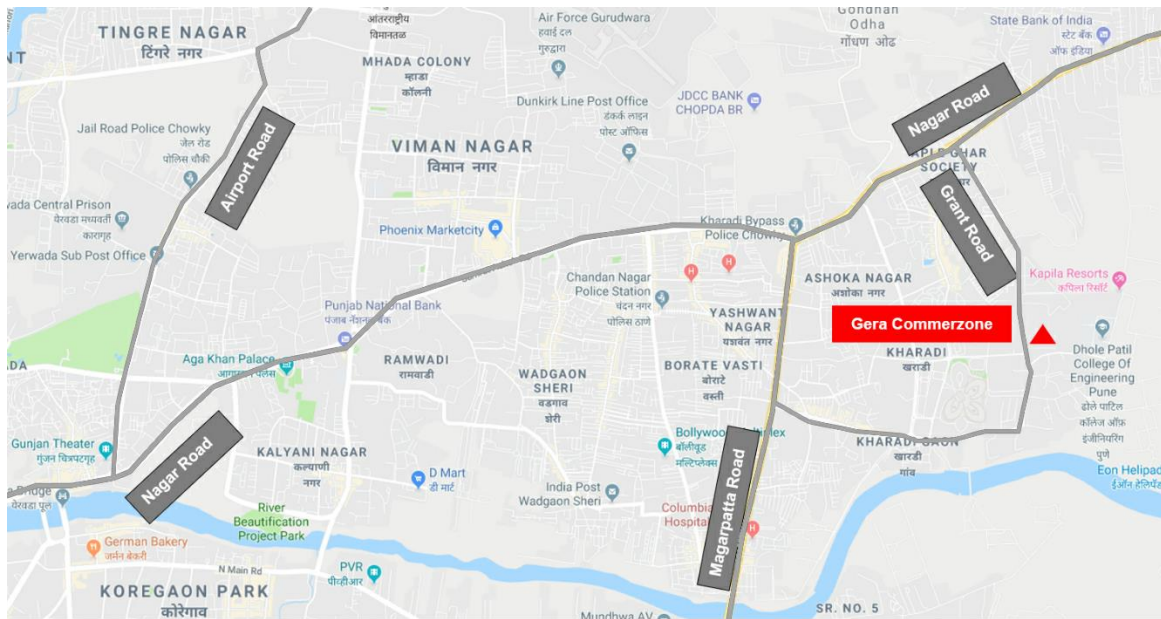 TINGRE NAGAR
टिंगरे नगर
आंतरराष्ट्रीय
विमानतळ
MHADA COLONY
म्हाडा
कॉलनी
Air Force Gurudwara
हवाई दल
गुरुद्वारा
Gondhan
Odha
गोंधण ओढ
State Bank of India
स्टेट बँक
ऑफ इंडिया
Nagar Road
Dunkirk Line Post Office
डंकर्क लाइन
पोस्ट ऑफिस
JDCC BANK
CHOPDA BR
Jail Road Police Chowky
जेल रोड
पोलिस चौकी
Airport Road
VIMAN NAGAR
विमान नगर
SOCIETY
Grant Road
Central Prison
येरवडा मध्यवर्ती
कारागृह
Yerwada Sub Post Office
Phoenix Marketcity
Kharadi Bypass
Police Chowky
Chandan Nagar
Police Station
चंदन नगर
पोलिस ठाणे
ASHOKA NAGAR
अशोका नगर
Kapila Resorts
कपिला रिसॉर्ट
Punjab National Bank
पंजाब नॅशनल बँक
YASHWANT
NAGAR
यशवंत नगर
Gera Commerzone
Aga Khan Palace
आगाखान पॅलेस
RAMWADI
रामवाडी
WADGAON
SHERI
वडगाव
शेरी
BORATE VASTI
बोराटे
वस्ती
KHARADI
खराडी
Dhole Patil
College Of
Engineering
Pune
ढोले पाटिल
कॉलेज ऑफ़
इंजीनियरिंग
पुणे
Gunjan Theater
गुंजन चित्रपटगृह
Nagar Road
KALYANI NAGAR
कल्याणी
नगर
D Mart
डी मार्ट
बॉलीवूड
मल्टिप्लेक्स
Magarpatta Road
KHARADI GAON
खारडी
गांव
Eon Helipad
Bridge
येरवडा पूल
River
Beautification
Project Park
India Post
Wadgaon Sheri
German Bakery
जर्मन बेकरी
N Main Rd
PVR
पीव्हीआर
KOREGAON PARK
कोरेगाव
Mundhwa AV
SR. NO. 5